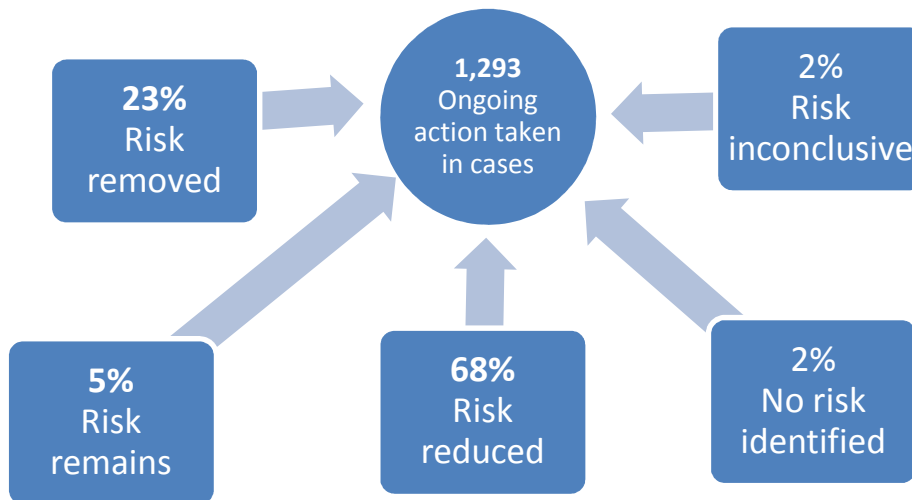 23%
Risk
removed
1,293
Ongoing
action taken
in cases
2%
Risk
inconclusive
5%
Risk
remains
68%
Risk
reduced
2%
No risk
identified